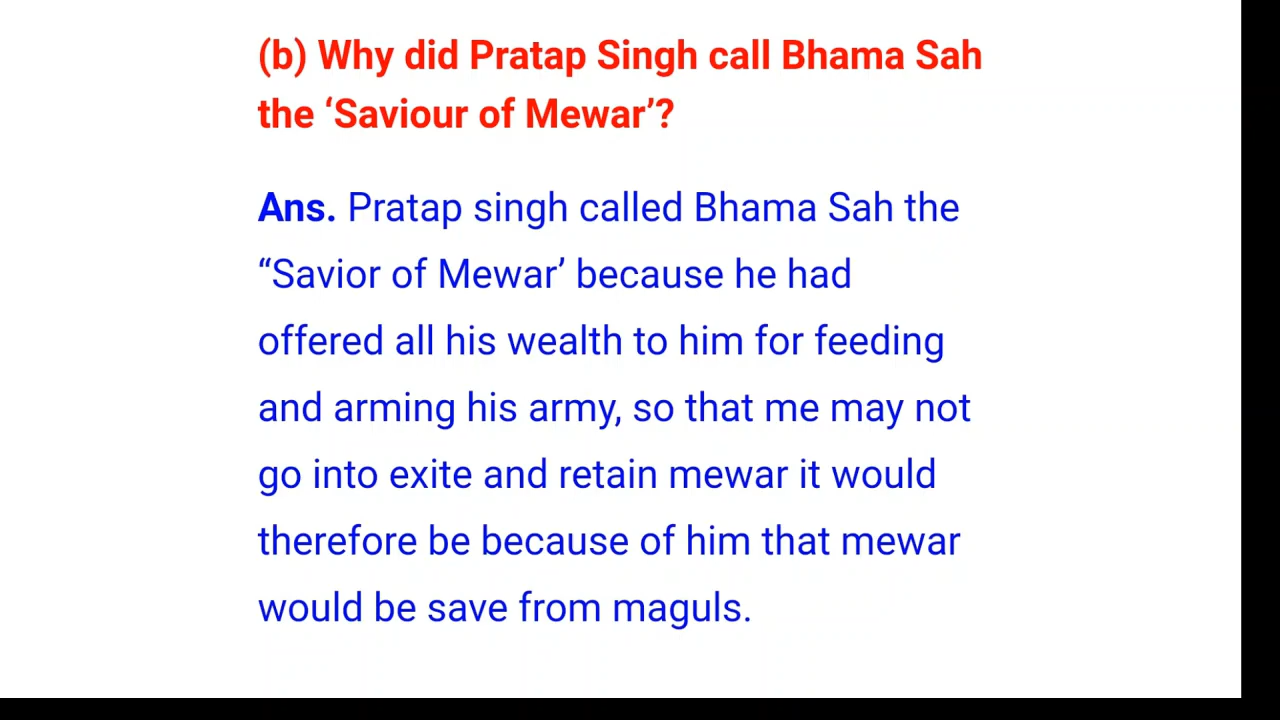 (b) Why did Pratap Singh call Bhama Sah
the ‘Saviour of Mewar’?
Ans. Pratap singh called Bhama Sah the
“Savior of Mewar’ because he had
offered all his wealth to him for feeding
and arming his army, so that me may not
go into exite and retain mewar it would
therefore be because of him that mewar
would be save from maguls.